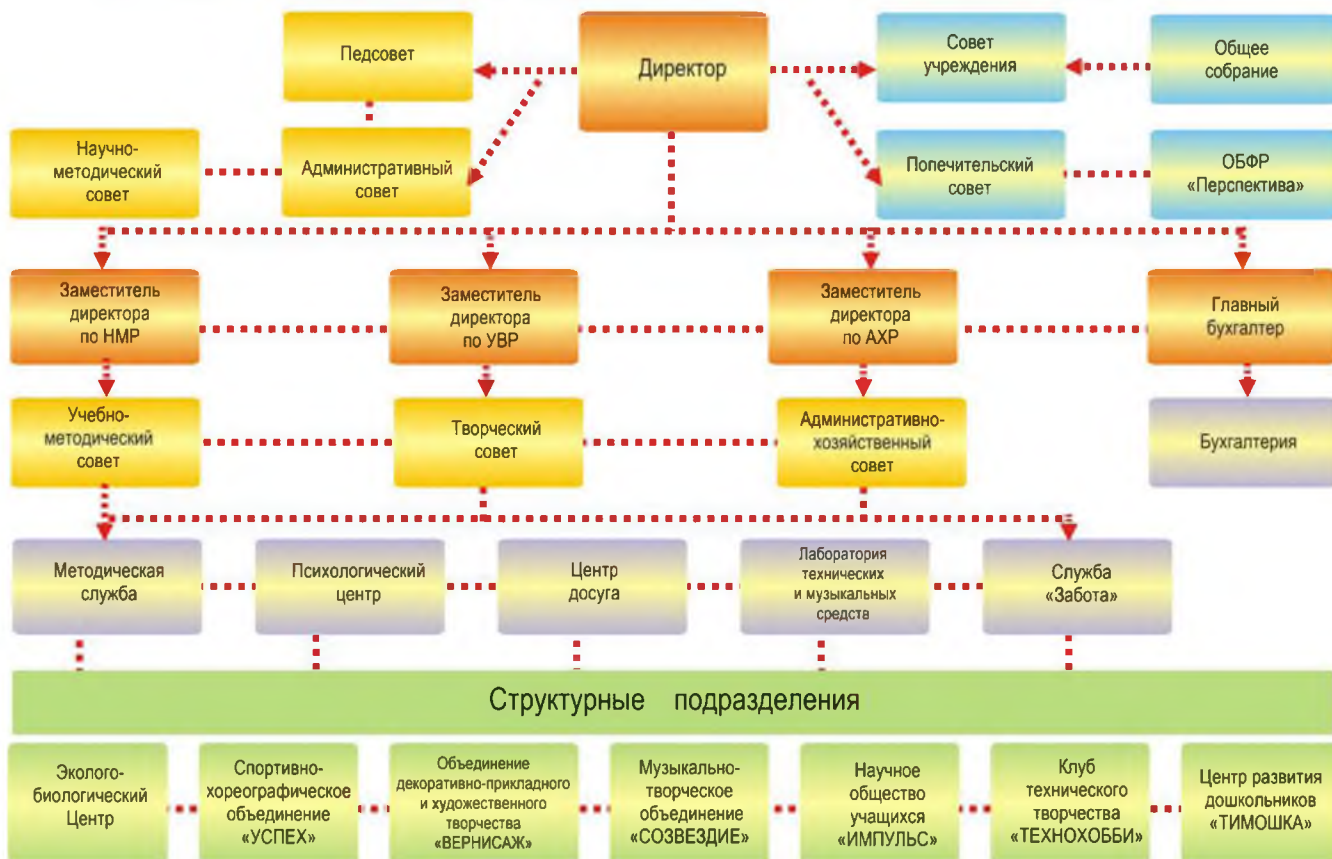 Педсовет
Директор
Совет
учреждения
Общее
собрание
Научно-
методический
совет
Административный
совет
Попечительский
совет
ОБФР
«Перспектива»
Заместитель
директора
по НМР
Заместитель
директора
по УВР
Заместитель
директора
по АХР
Главный
бухгалтер
Учебно-
методический
совет
Творческий
совет
Административно-
хозяйственный
совет
Бухгалтерия
Методическая
служба
Психологический
центр
Центр
досуга
Лаборатория
технических
и музыкальных
средств
Служба
«Забота»
Структурные подразделения
Эколого-
биологический
Центр
Спортивно-
хореографическое
объединение
«УСПЕХ»
Объединение
декоративно-прикладного
и художественного
творчества
«ВЕРНИСАЖ»
Музыкально-
творческое
объединение
«СОЗВЕЗДИЕ»
Научное
общество
учащихся
«ИМПУЛЬС»
Клуб
технического
творчества
«ТЕХНОХОББИ»
Центр развития
дошкольников
«ТИМОШКА»